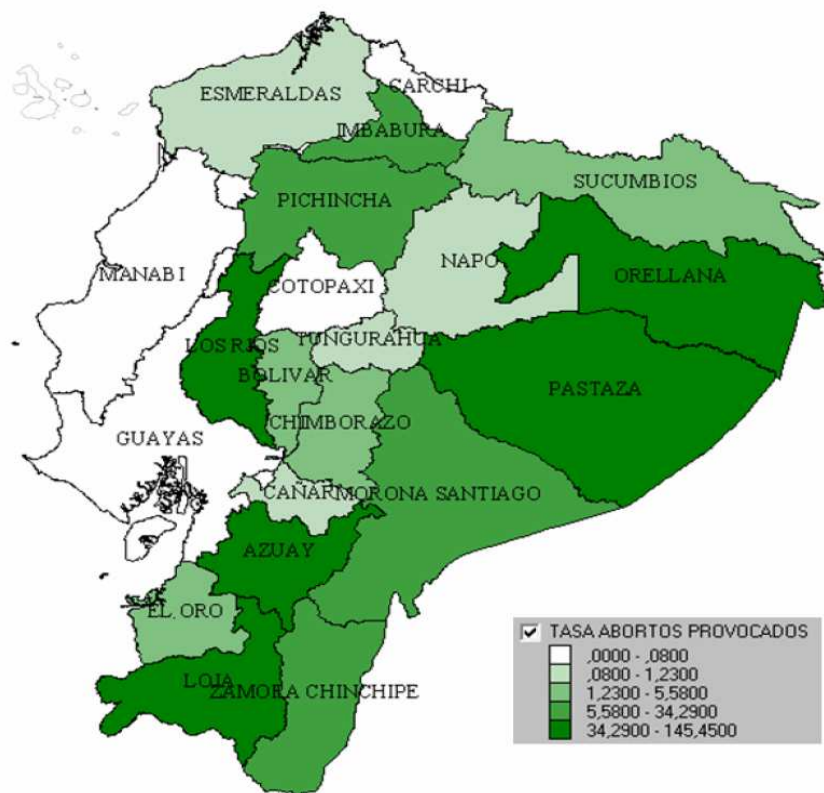 CARCHI
ESMERALDAS
IMBABURA
SUCUMBIOS
PICHINCHA
NAPO
ORELLANA
MANABI
COTOPAXI
TUNGURAHUA
LOS RIOS
BOLIVAR
PASTAZA
CHIMBORAZO
GUAYAS
CAÑAR
MORONA SANTIAGO
AZUAY
EL ORO
LOJA
ZAMORA CHINCHIPE
TASA ABORTOS PROVOCADOS
,0000 - ,0800
,0800 - 1,2300
1,2300 - 5,5800
5,5800 - 34,2900
34,2900 - 145,4500